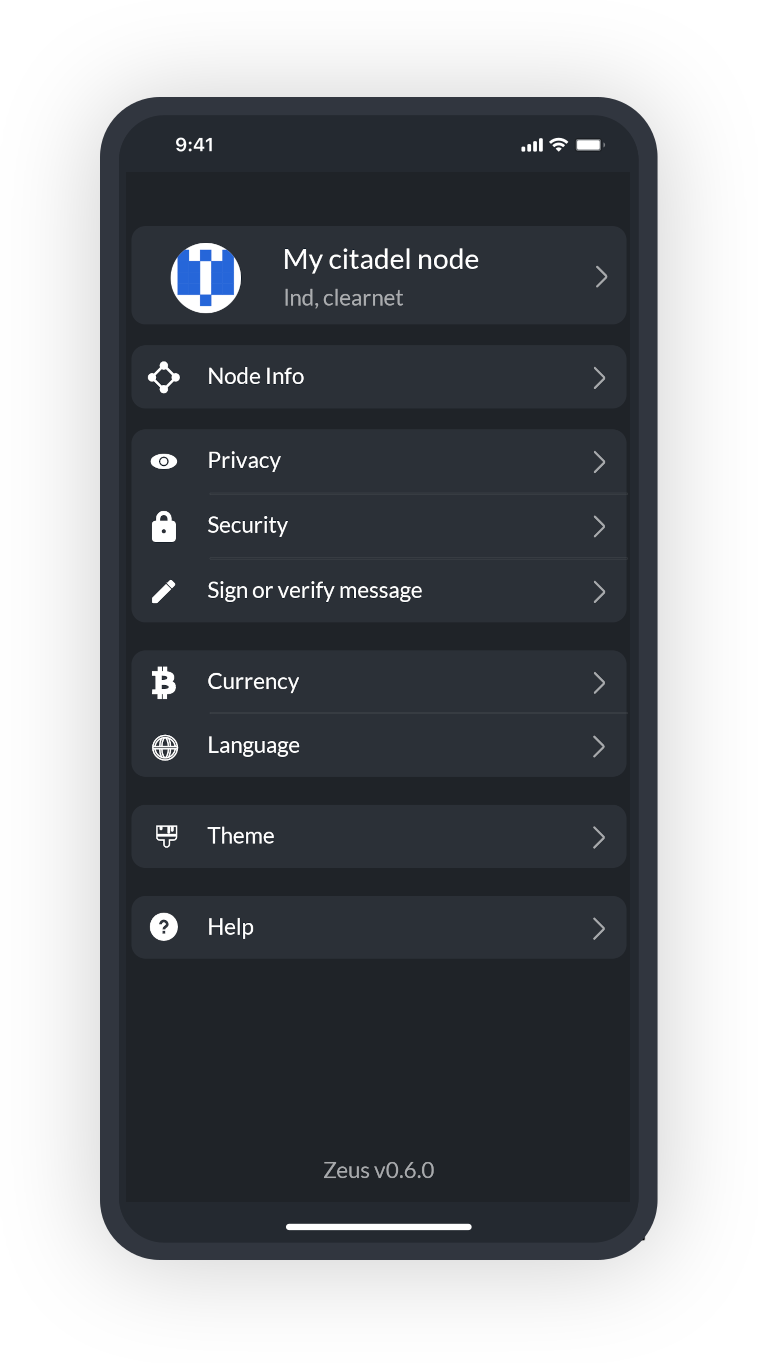 9:41
My citadel node
lnd, clearnet
Node Info
Privacy
Security
Sign or verify message
Currency
Language
Theme
Help
Zeus v0.6.0